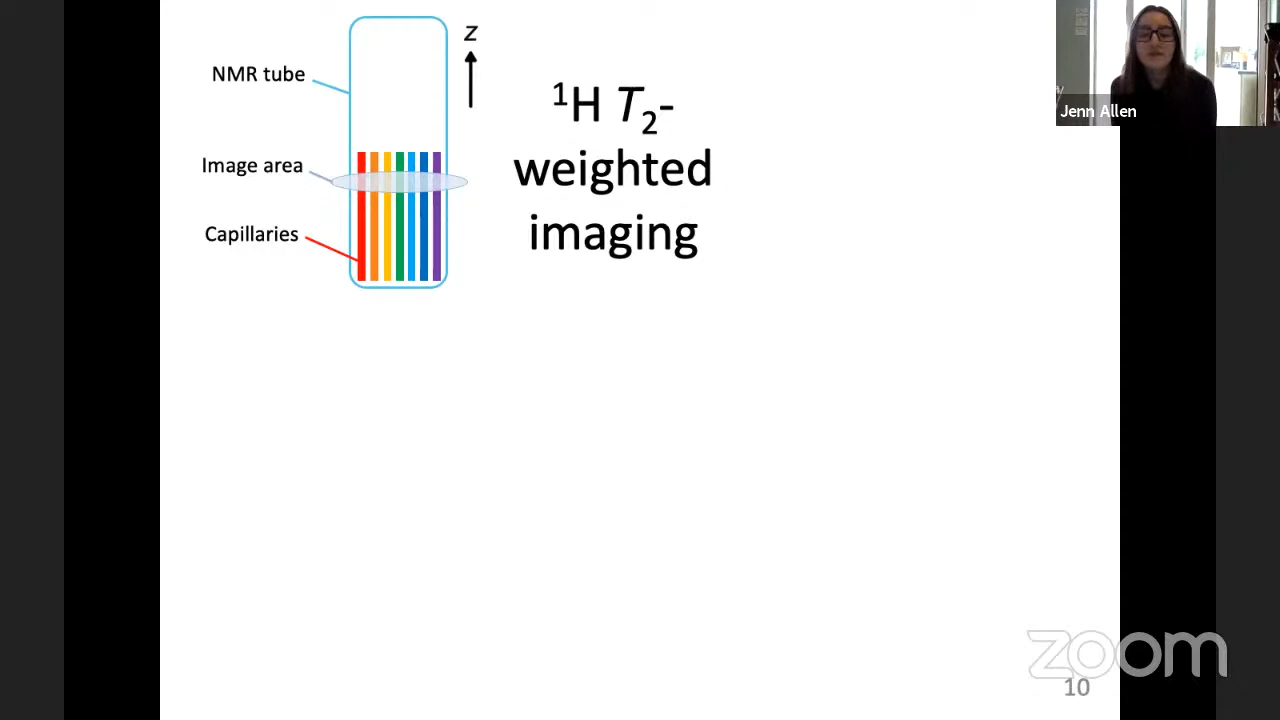 NMR tube
z
Image area
Capillaries
¹H T₂-
weighted
imaging
Jenn Allen
zoom
10